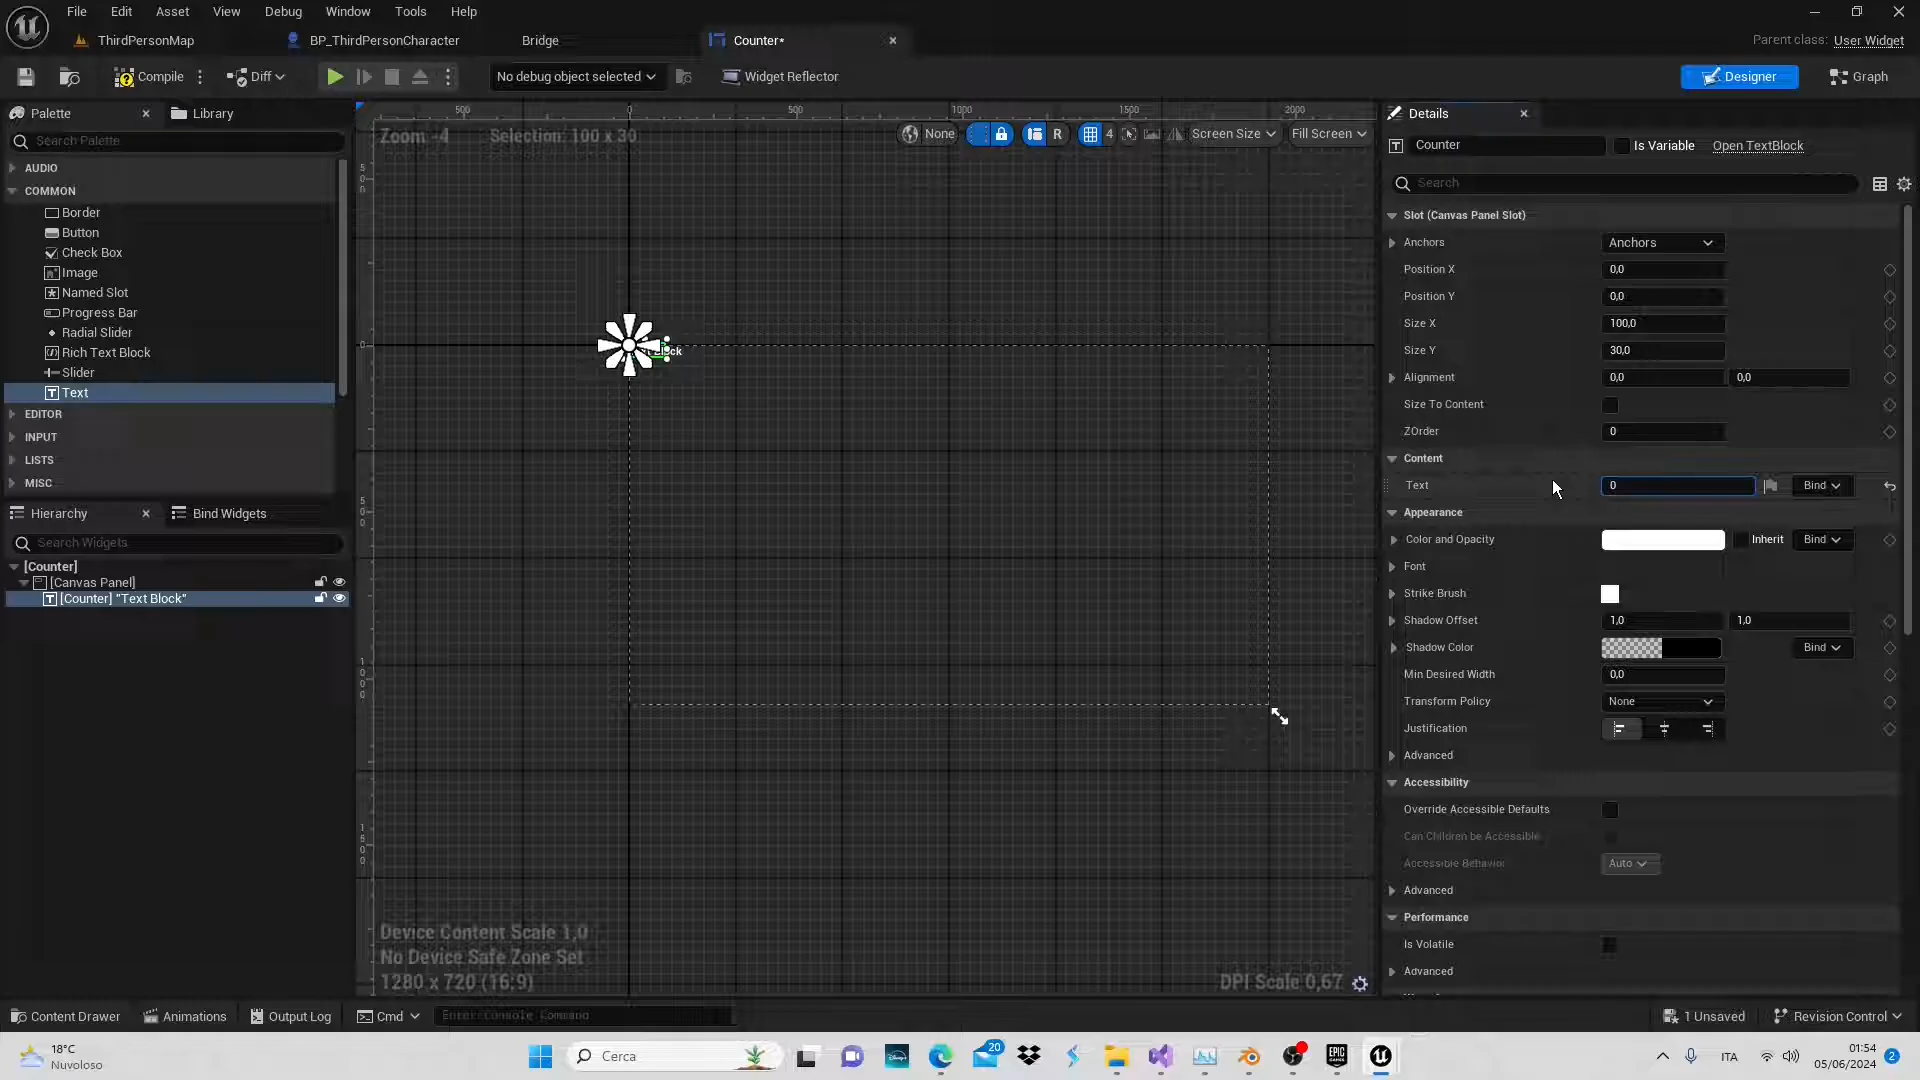 File Edit Asset View Debug Window Tools Help
ThirdPersonMap BP_ThirdPersonCharacter Bridge Counter*
Parent class: User Widget
Compile Diff No debug object selected Widget Reflector Designer Graph
Palette Library
Search Palette
AUDIO
COMMON
Border
Button
Check Box
Image
Named Slot
Progress Bar
Radial Slider
Rich Text Block
Slider
Text
EDITOR
INPUT
LISTS
MISC
Hierarchy Bind Widgets
Search Widgets
[Counter]
[Canvas Panel]
[Counter] "Text Block"
500 0 500 1000 1500 2000
Zoom -4 Selection: 100 x 30
None R 4 Screen Size Fill Screen
Device Content Scale 1,0
No Device Safe Zone Set
1280 x 720 (16:9)
DPI Scale 0,67
Details
Counter Is Variable Open TextBlock
Search
Slot (Canvas Panel Slot)
Anchors Anchors
Position X 0,0
Position Y 0,0
Size X 100,0
Size Y 30,0
Alignment 0,0 0,0
Size To Content
ZOrder 0
Content
Text 0 Bind
Appearance
Color and Opacity Inherit Bind
Font
Strike Brush
Shadow Offset 1,0 1,0
Shadow Color Bind
Min Desired Width 0,0
Transform Policy None
Justification
Advanced
Accessibility
Override Accessible Defaults
Can Children be Accessible
Accessible Behavior Auto
Advanced
Performance
Is Volatile
Advanced
Content Drawer Animations Output Log Cmd Enter Console Command
1 Unsaved Revision Control
18°C
Nuvoloso
Cerca
20
EPIC GAMES
ITA
01:54
05/06/2024
2